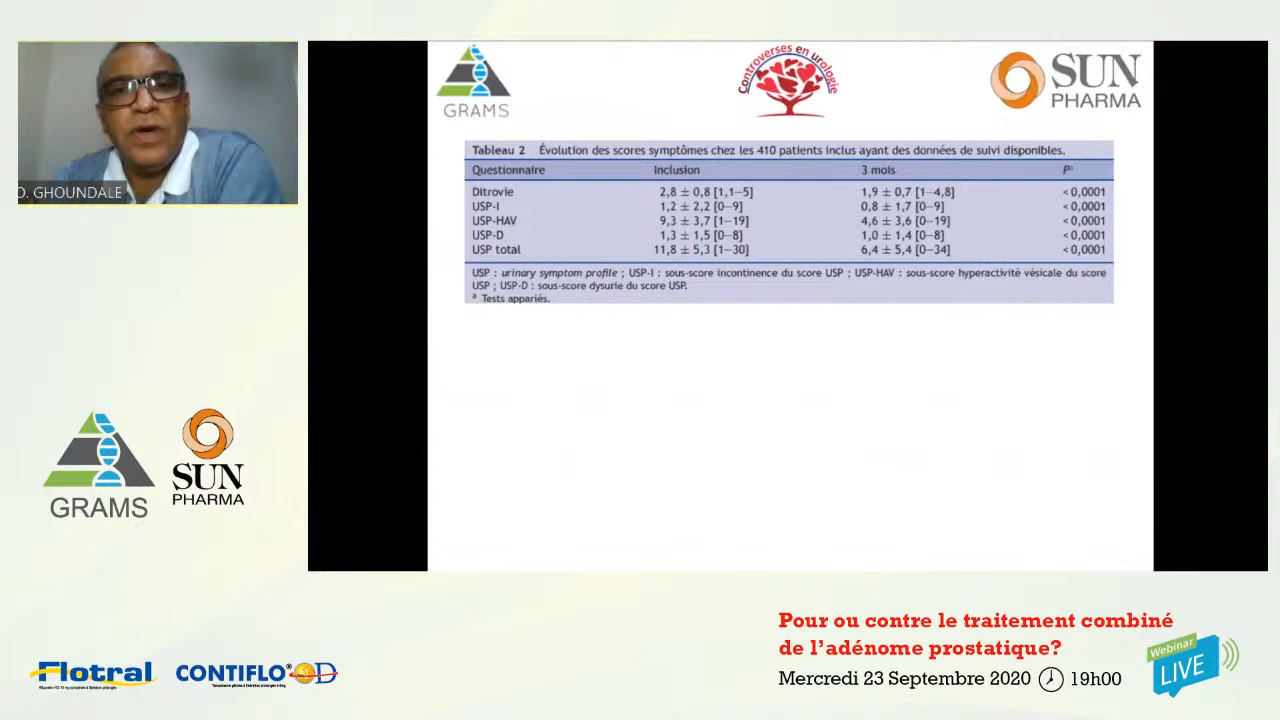 O. GHOUNDALE
GRAMS
Controverses en urologie
SUN
PHARMA
Tableau 2 Évolution des scores symptômes chez les 410 patients inclus ayant des données de suivi disponibles.
Questionnaire Inclusion 3 mois Pᵃ
Ditrovie 2,8 ± 0,8 [1,1–5] 1,9 ± 0,7 [1–4,8] < 0,0001
USP-I 1,2 ± 2,2 [0–9] 0,8 ± 1,7 [0–9] < 0,0001
USP-HAV 9,3 ± 3,7 [1–19] 4,6 ± 3,6 [0–19] < 0,0001
USP-D 1,3 ± 1,5 [0–8] 1,0 ± 1,4 [0–8] < 0,0001
USP total 11,8 ± 5,3 [1–30] 6,4 ± 5,4 [0–34] < 0,0001
USP : urinary symptom profile ; USP-I : sous-score incontinence du score USP ; USP-HAV : sous-score hyperactivité vésicale du score
USP ; USP-D : sous-score dysurie du score USP.
ᵃ Tests appariés.
GRAMS
SUN
PHARMA
Flotral
CONTIFLO® OD
Pour ou contre le traitement combiné
de l’adénome prostatique?
Mercredi 23 Septembre 2020 19h00
Webinar
LIVE